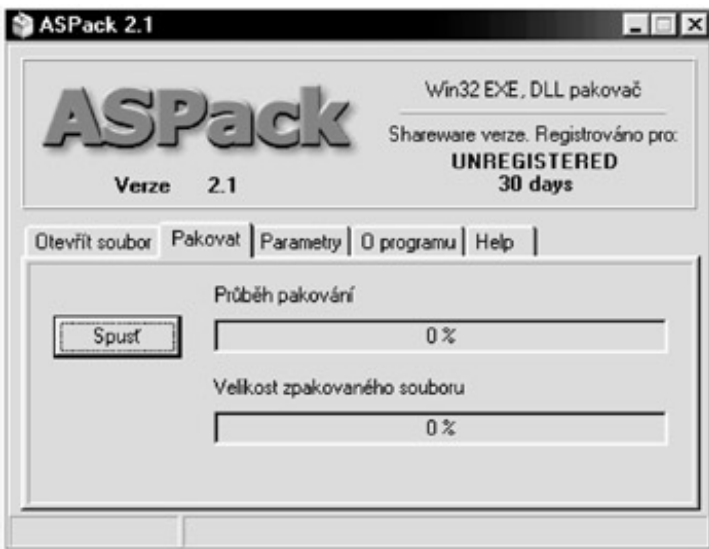 ASPack 2.1
ASPack
Win32 EXE, DLL pakovač
Shareware verze. Registrováno pro:
UNREGISTERED
30 days
Verze 2.1
Otevřít soubor Pakovat Parametry O programu Help
Průběh pakování
Spusť
0 %
Velikost zpakovaného souboru
0 %